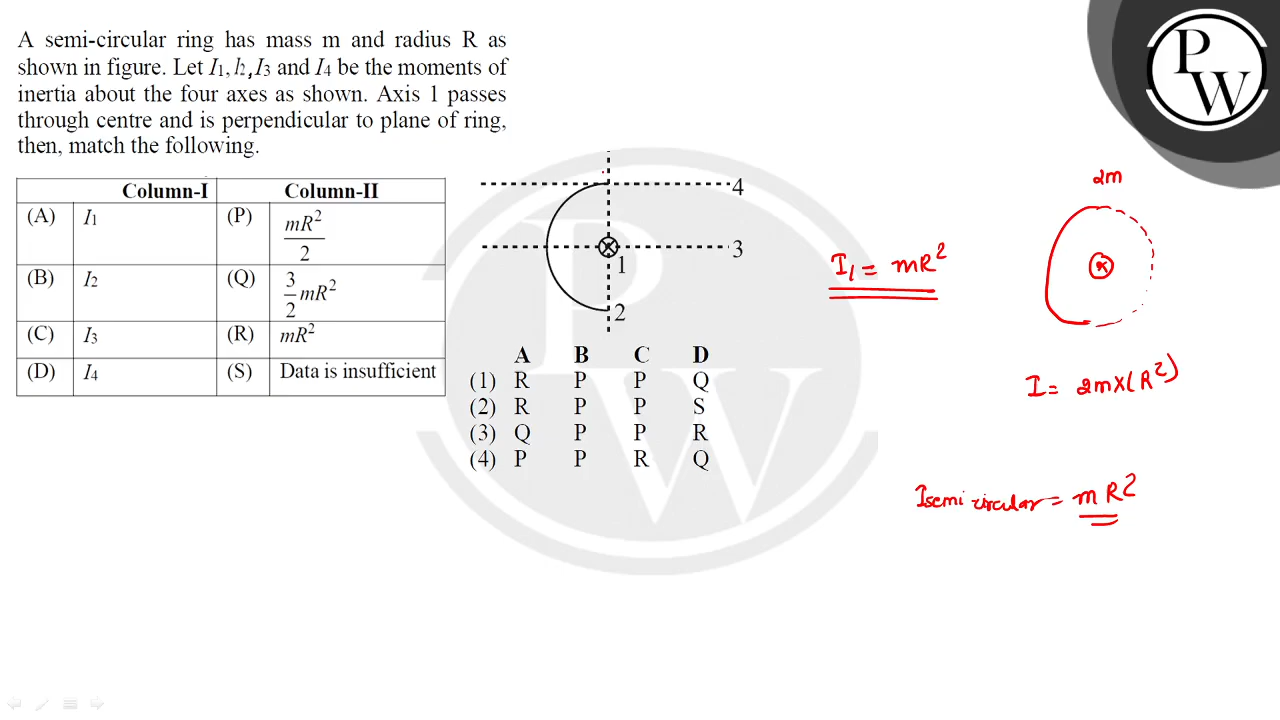 A semi-circular ring has mass m and radius R as
shown in figure. Let I₁, I₂, I₃ and I₄ be the moments of
inertia about the four axes as shown. Axis 1 passes
through centre and is perpendicular to plane of ring,
then, match the following.
Column-I Column-II
(A) I₁ (P) mR²/2
(B) I₂ (Q) 3/2 mR²
(C) I₃ (R) mR²
(D) I₄ (S) Data is insufficient
4
3
1
2
A B C D
(1) R P P Q
(2) R P P S
(3) Q P P R
(4) P P R Q
I₁ = mR²
2m
I = 2m×(R²)
Isemi circular = mR²
P
W